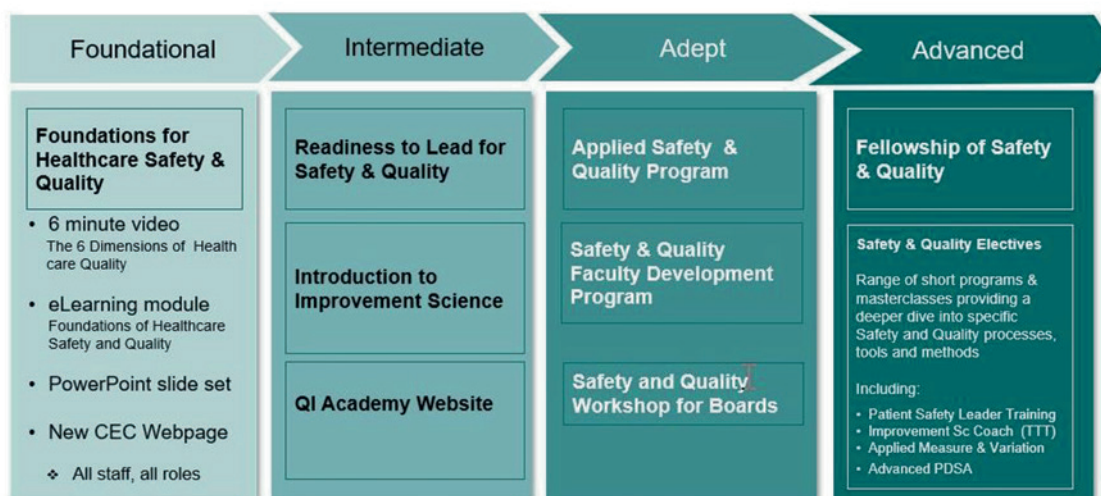 Foundational
Intermediate
Adept
Advanced
Foundations for
Healthcare Safety &
Quality
• 6 minute video
The 6 Dimensions of Health
care Quality
• eLearning module
Foundations of Healthcare
Safety and Quality
• PowerPoint slide set
• New CEC Webpage
❖ All staff, all roles
Readiness to Lead for
Safety & Quality
Introduction to
Improvement Science
QI Academy Website
Applied Safety &
Quality Program
Safety & Quality
Faculty Development
Program
Safety and Quality
Workshop for Boards
Fellowship of Safety
& Quality
Safety & Quality Electives
Range of short programs &
masterclasses providing a
deeper dive into specific
Safety and Quality processes,
tools and methods
Including:
• Patient Safety Leader Training
• Improvement Sc Coach (TTT)
• Applied Measure & Variation
• Advanced PDSA